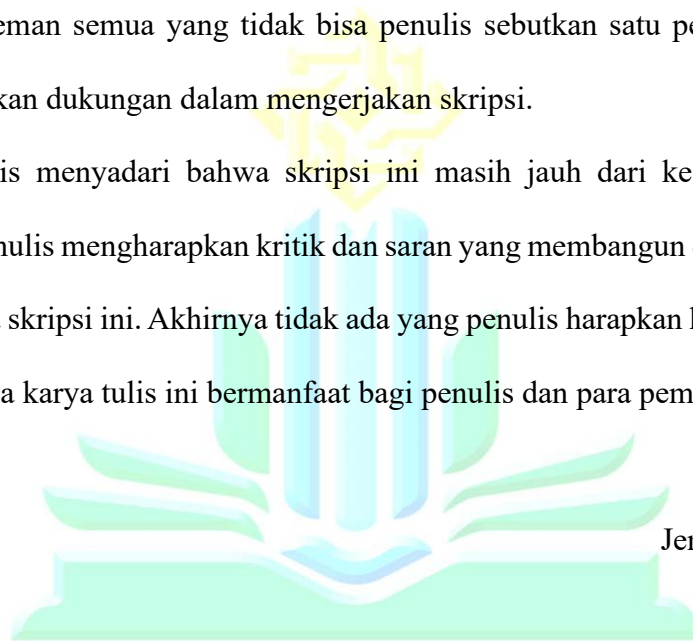 eman semua yang tidak bisa penulis sebutkan satu pe
kan dukungan dalam mengerjakan skripsi.
is menyadari bahwa skripsi ini masih jauh dari ke
nulis mengharapkan kritik dan saran yang membangun
skripsi ini. Akhirnya tidak ada yang penulis harapkan
a karya tulis ini bermanfaat bagi penulis dan para pem
Jer